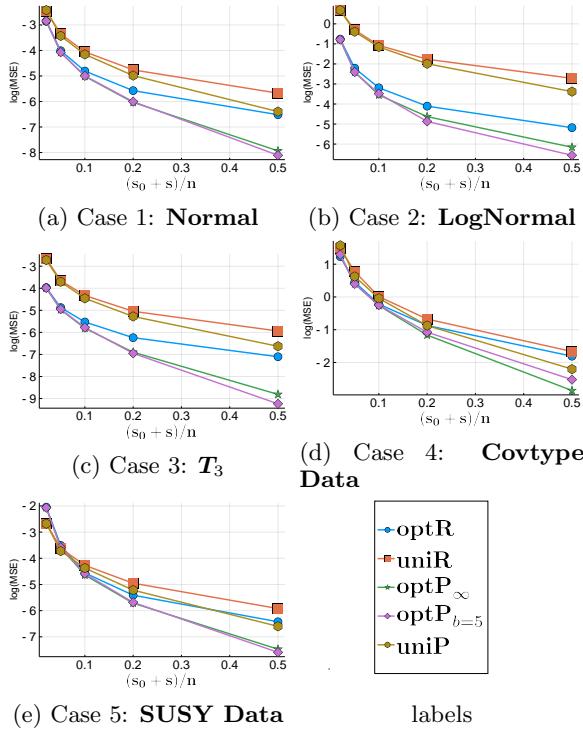 log(MSE)
-3
-4
-5
-6
-7
-8
0.1 0.2 0.3 0.4 0.5
(s₀ + s)/n
(a) Case 1: Normal
log(MSE)
0
-1
-2
-3
-4
-5
-6
0.1 0.2 0.3 0.4 0.5
(s₀ + s)/n
(b) Case 2: LogNormal
log(MSE)
-3
-4
-5
-6
-7
-8
-9
0.1 0.2 0.3 0.4 0.5
(s₀ + s)/n
(c) Case 3: T₃
log(MSE)
1
0
-1
-2
0.1 0.2 0.3 0.4 0.5
(s₀ + s)/n
(d) Case 4: Covtype
Data
log(MSE)
-2
-3
-4
-5
-6
-7
0.1 0.2 0.3 0.4 0.5
(s₀ + s)/n
(e) Case 5: SUSY Data
optR
uniR
optP∞
optP_{b=5}
uniP
labels